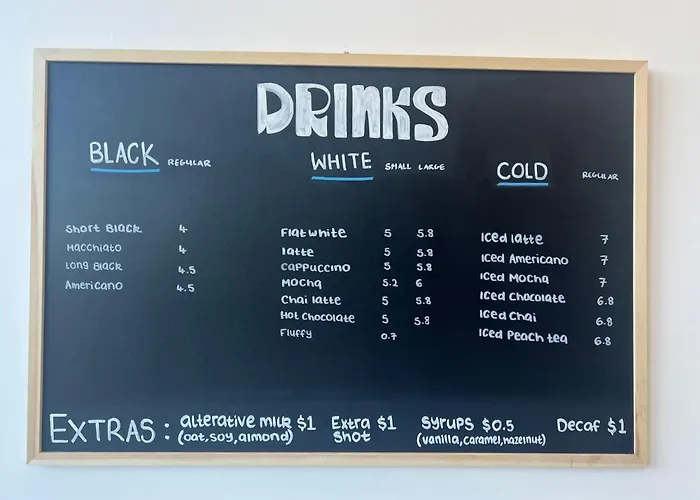 DRINKS
BLACK REGULAR
Short Black 4
Macchiato 4
Long Black 4.5
Americano 4.5
WHITE SMALL LARGE
Flat white 5 5.8
latte 5 5.8
cappuccino 5 5.8
Mocha 5.2 6
Chai latte 5 5.8
Hot Chocolate 5 5.8
Fluffy 0.7
COLD REGULAR
Iced latte 7
Iced Americano 7
Iced Mocha 7
Iced Chocolate 6.8
Iced Chai 6.8
Iced Peach tea 6.8
EXTRAS: alterative milk $1
(oat,soy,almond)
Extra $1
Shot
Syrups $0.5
(vanilla,caramel,hazelnut)
Decaf $1